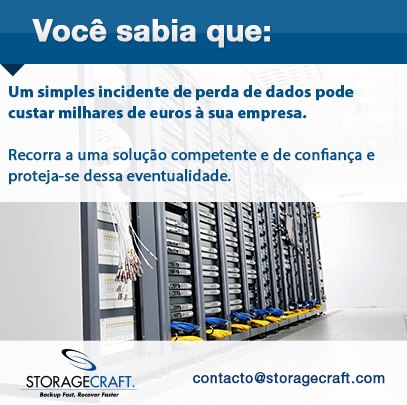 Você sabia que:
Um simples incidente de perda de dados pode
custar milhares de euros à sua empresa.
Recorra a uma solução competente e de confiança e
proteja-se dessa eventualidade.
STORAGECRAFT.
Backup Fast, Recover Faster
contacto@storagecraft.com